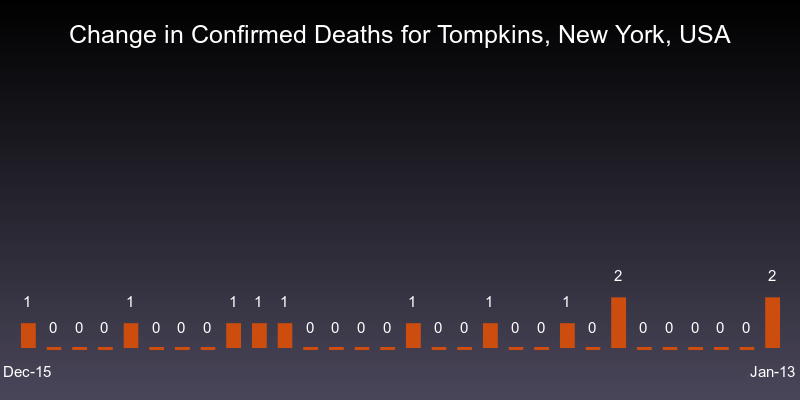 Change in Confirmed Deaths for Tompkins, New York, USA
1 0 0 0 1 0 0 0 1 1 1 0 0 0 0 1 0 0 1 0 0 1 0 2 0 0 0 0 0 2
Dec-15 Jan-13